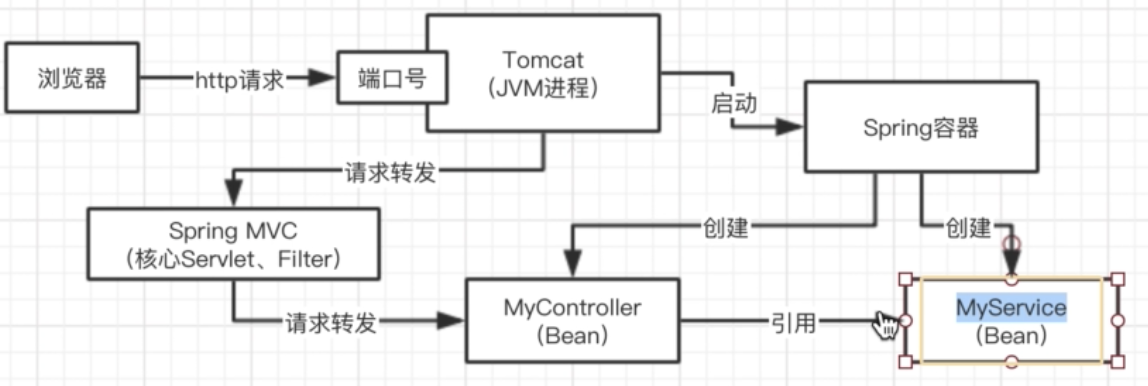 浏览器
http请求
端口号
Tomcat
（JVM进程）
启动
Spring容器
请求转发
Spring MVC
（核心Servlet、Filter）
创建
创建
请求转发
MyController
（Bean）
引用
MyService
（Bean）